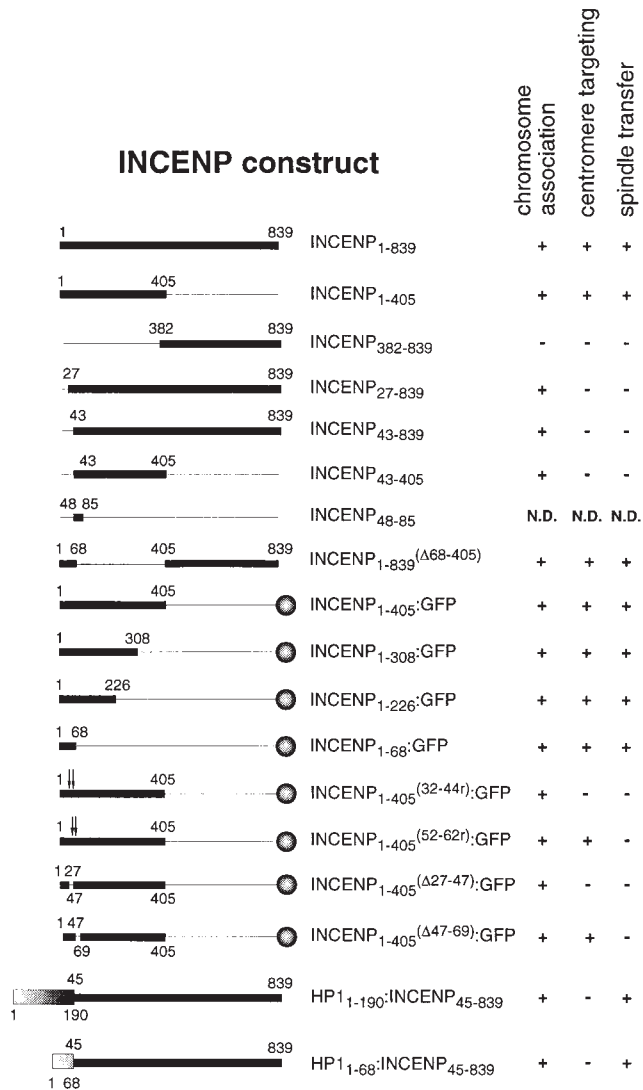 INCENP construct
chromosome association
centromere targeting
spindle transfer
1 839 INCENP1-839 + + +
1 405 INCENP1-405 + + +
382 839 INCENP382-839 - - -
27 839 INCENP27-839 + - -
43 839 INCENP43-839 + - -
43 405 INCENP43-405 + - -
48 85 INCENP48-85 N.D. N.D. N.D.
1 68 405 839 INCENP1-839(Δ68-405) + + +
1 405 INCENP1-405:GFP + + +
1 308 INCENP1-308:GFP + + +
1 226 INCENP1-226:GFP + + +
1 68 INCENP1-68:GFP + + +
1 405 INCENP1-405(32-44r):GFP + - -
1 405 INCENP1-405(52-62r):GFP + + -
1 27 INCENP1-405(Δ27-47):GFP + - -
47 405
1 47 INCENP1-405(Δ47-69):GFP + + -
69 405
45 839 HP11-190:INCENP45-839 + - +
1 190
45 839 HP11-68:INCENP45-839 + - +
1 68